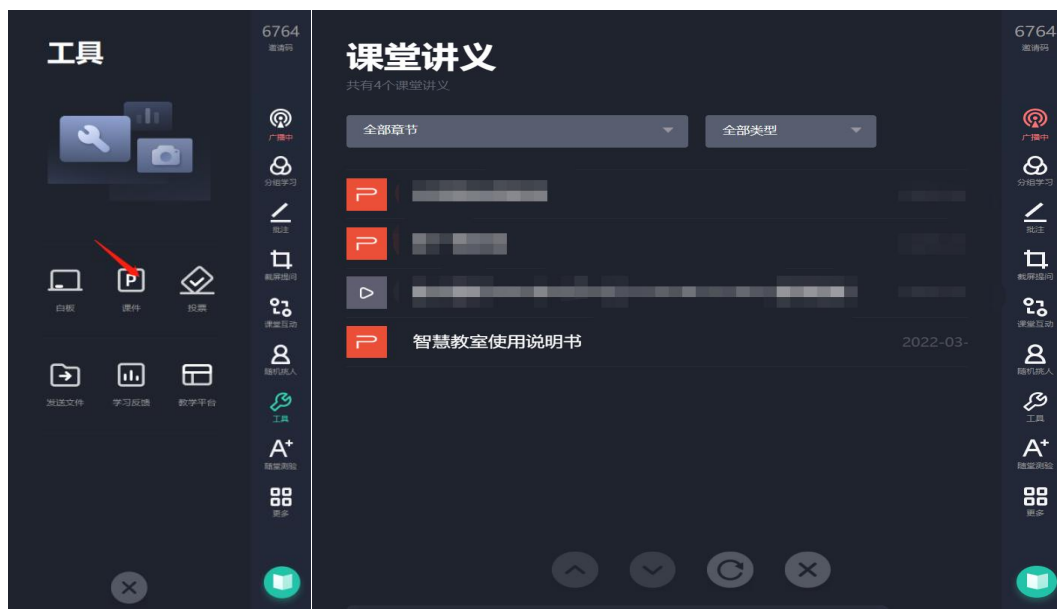 工具
6764
邀请码
广播中
分组学习
批注
截屏提问
课堂互动
随机挑人
工具
随堂测验
更多
白板
课件
投票
发送文件
学习反馈
教学平台
课堂讲义
共有4个课堂讲义
全部章节
全部类型
智慧教室使用说明书
2022-03-
6764
邀请码
广播中
分组学习
批注
截屏提问
课堂互动
随机挑人
工具
随堂测验
更多